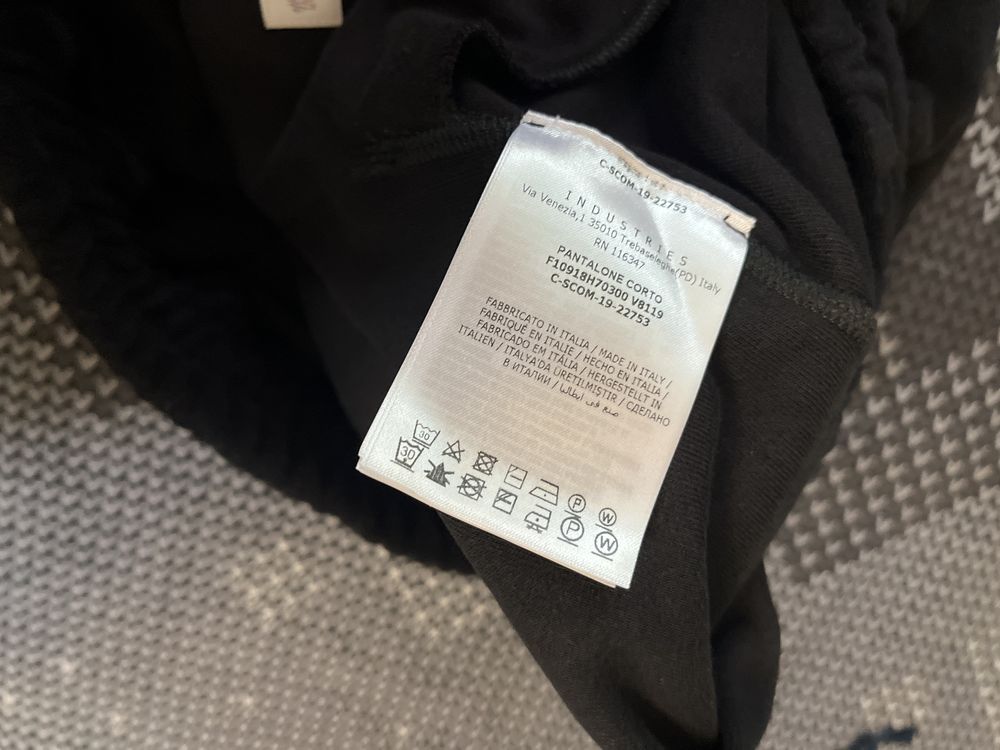 C-SCOM-19-22753
INDUSTRIES
Via Venezia,1 35010 Trebaseleghe(PD) Italy
RN 116347
PANTALONE CORTO
F10918H70300 V8119
C-SCOM-19-22753
FABBRICATO IN ITALIA / MADE IN ITALY /
FABRIQUÉ EN ITALIE / HECHO EN ITALIA /
FABRICADO EM ITÁLIA / HERGESTELLT IN
ITALIEN / ITALYA'DA ÜRETILMIŞTIR / СДЕЛАНО
В ИТАЛИИ / صنع في ايطاليا
30 P W
30 P W